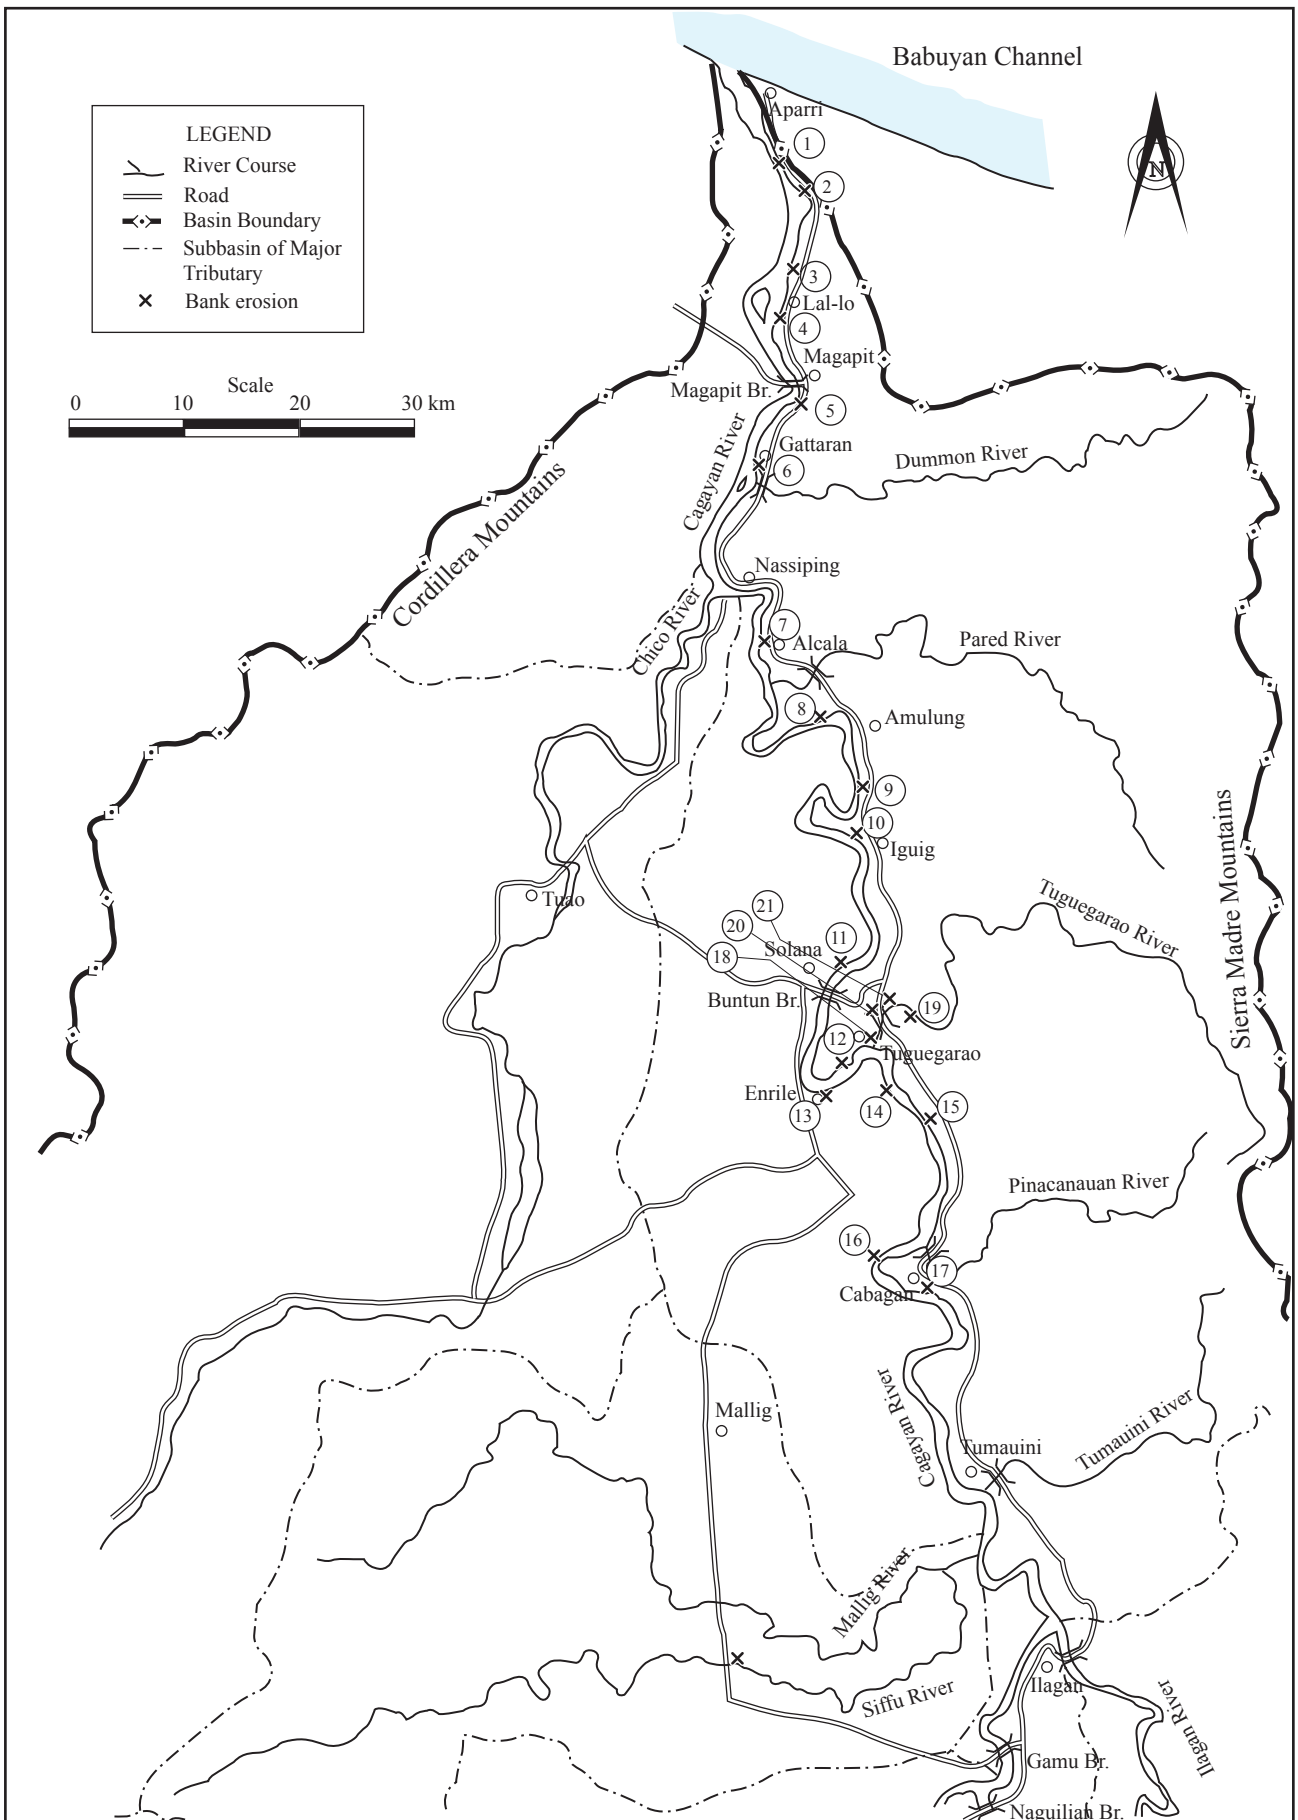 Babuyan Channel
Aparri
LEGEND
River Course
Road
Basin Boundary
Subbasin of Major
Tributary
Bank erosion
N
1
2
3
Lal-lo
4
Scale
0 10 20 30 km
Magapit
Magapit Br.
5
Cagayan River
Gattaran
6
Dummon River
Cordillera Mountains
Nassiping
Chico River
7
Alcala
Pared River
8
Amulung
9
10
Iguig
Sierra Madre Mountains
Tuao
Tuguegarao River
21
20
11
18
Solana
Buntun Br.
19
12
Tuguegarao
Enrile
13
14
15
Pinacanauan River
16
17
Cabagan
Cagayan River
Mallig
Tumauini
Tumauini River
Mallig River
Siffu River
Ilagan
Ilagan River
Gamu Br.
Naguilian Br.